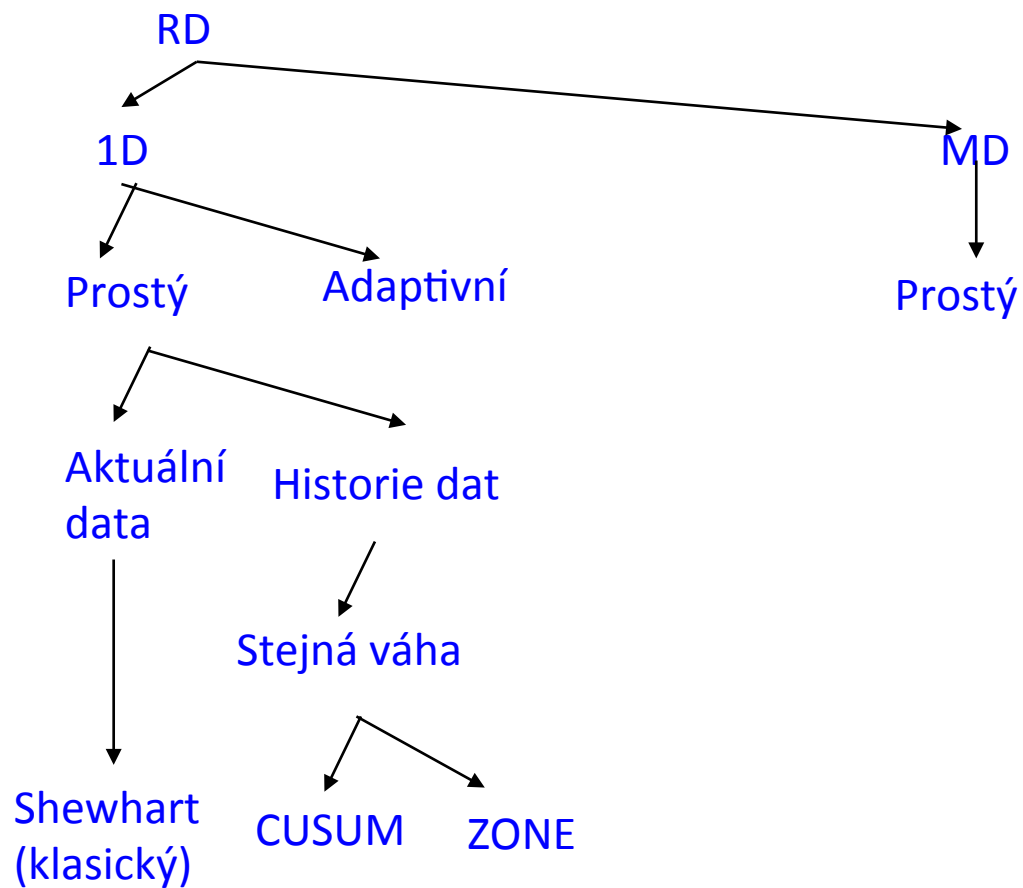 RD
1D
MD
Prostý
Adaptivní
Prostý
Aktuální
data
Historie dat
Stejná váha
Shewhart
(klasický)
CUSUM
ZONE